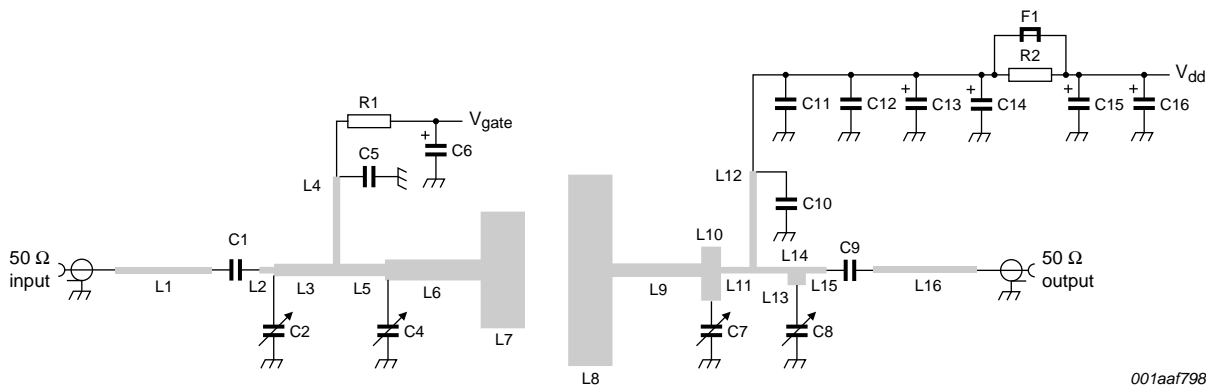 F1
R2
V_dd
C11
C12
+
C13
+
C14
+
C15
+
C16
R1
V_gate
+
C6
C5
L4
L12
C10
50 Ω
input
C1
L10
L14
C9
50 Ω
output
L1
L2
L3
L5
L6
L9
L11
L13
L15
L16
C2
C4
L7
C7
C8
L8
001aaf798